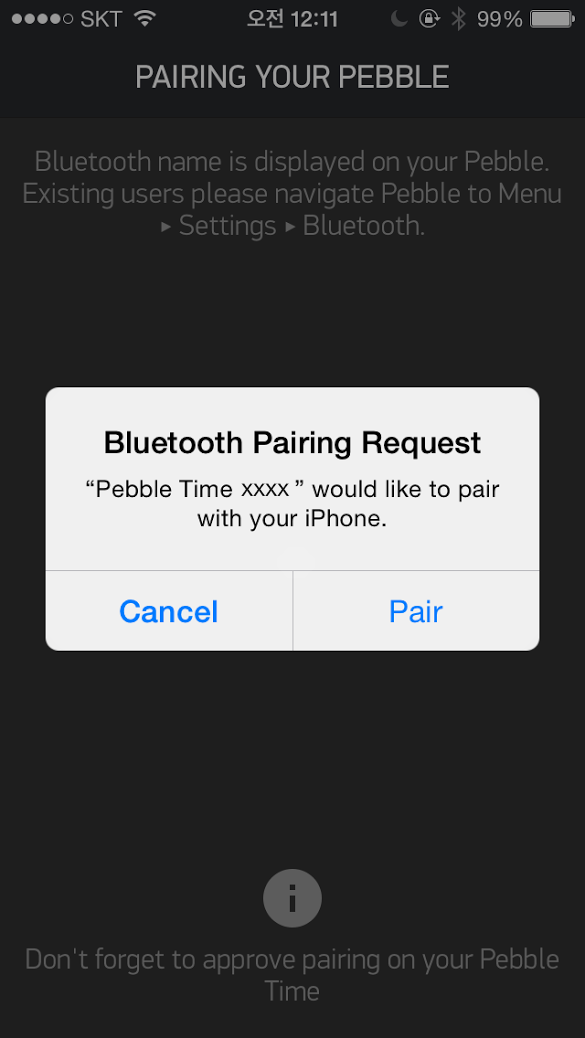 SKT 오전 12:11 99%
PAIRING YOUR PEBBLE
Bluetooth name is displayed on your Pebble.
Existing users please navigate Pebble to Menu
▸ Settings ▸ Bluetooth.
Bluetooth Pairing Request
“Pebble Time xxxx ” would like to pair
with your iPhone.
Cancel Pair
Don't forget to approve pairing on your Pebble
Time